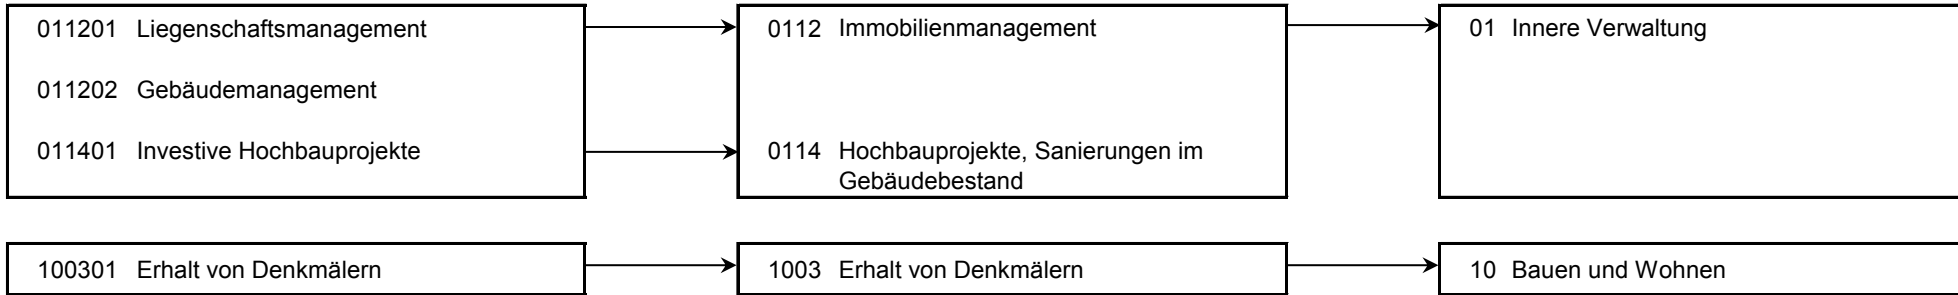 011201 Liegenschaftsmanagement
0112 Immobilienmanagement
01 Innere Verwaltung
011202 Gebäudemanagement
011401 Investive Hochbauprojekte
0114 Hochbauprojekte, Sanierungen im
Gebäudebestand
100301 Erhalt von Denkmälern
1003 Erhalt von Denkmälern
10 Bauen und Wohnen